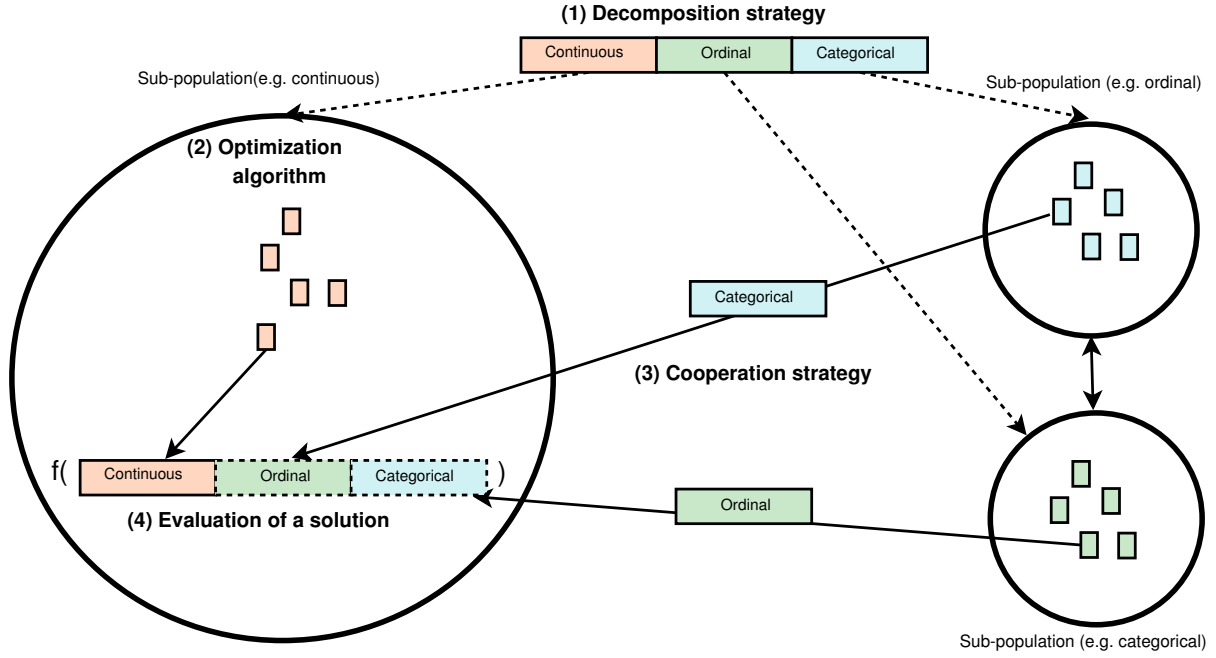 (1) Decomposition strategy
Continuous
Ordinal
Categorical
Sub-population(e.g. continuous)
Sub-population (e.g. ordinal)
(2) Optimization
algorithm
Categorical
(3) Cooperation strategy
f( Continuous Ordinal Categorical )
Ordinal
(4) Evaluation of a solution
Sub-population (e.g. categorical)